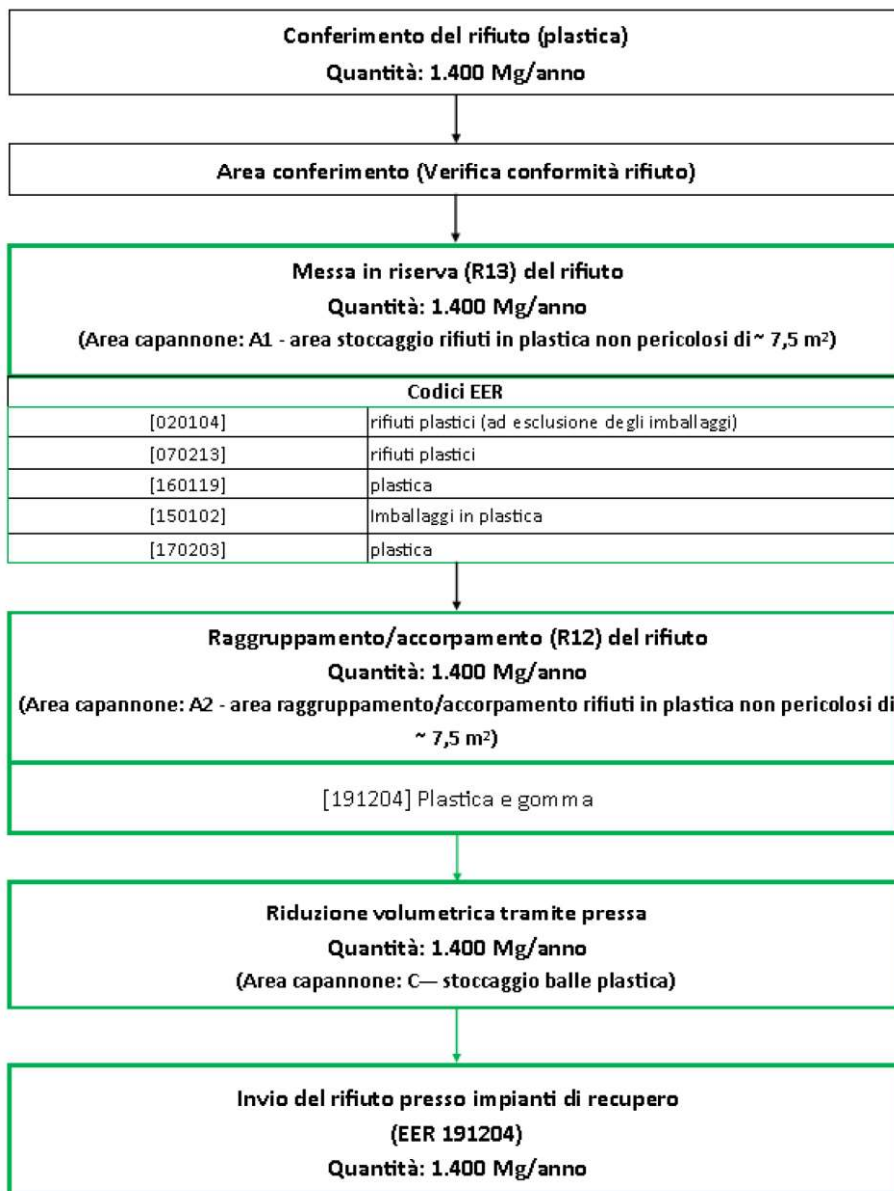 Conferimento del rifiuto (plastica)
Quantità: 1.400 Mg/anno
Area conferimento (Verifica conformità rifiuto)
Messa in riserva (R13) del rifiuto
Quantità: 1.400 Mg/anno
(Area capannone: A1 - area stoccaggio rifiuti in plastica non pericolosi di ~ 7,5 m²)
Codici EER
[020104] rifiuti plastici (ad esclusione degli imballaggi)
[070213] rifiuti plastici
[160119] plastica
[150102] Imballaggi in plastica
[170203] plastica
Raggruppamento/accorpamento (R12) del rifiuto
Quantità: 1.400 Mg/anno
(Area capannone: A2 - area raggruppamento/accorpamento rifiuti in plastica non pericolosi di
~ 7,5 m²)
[191204] Plastica e gomma
Riduzione volumetrica tramite pressa
Quantità: 1.400 Mg/anno
(Area capannone: C— stoccaggio balle plastica)
Invio del rifiuto presso impianti di recupero
(EER 191204)
Quantità: 1.400 Mg/anno